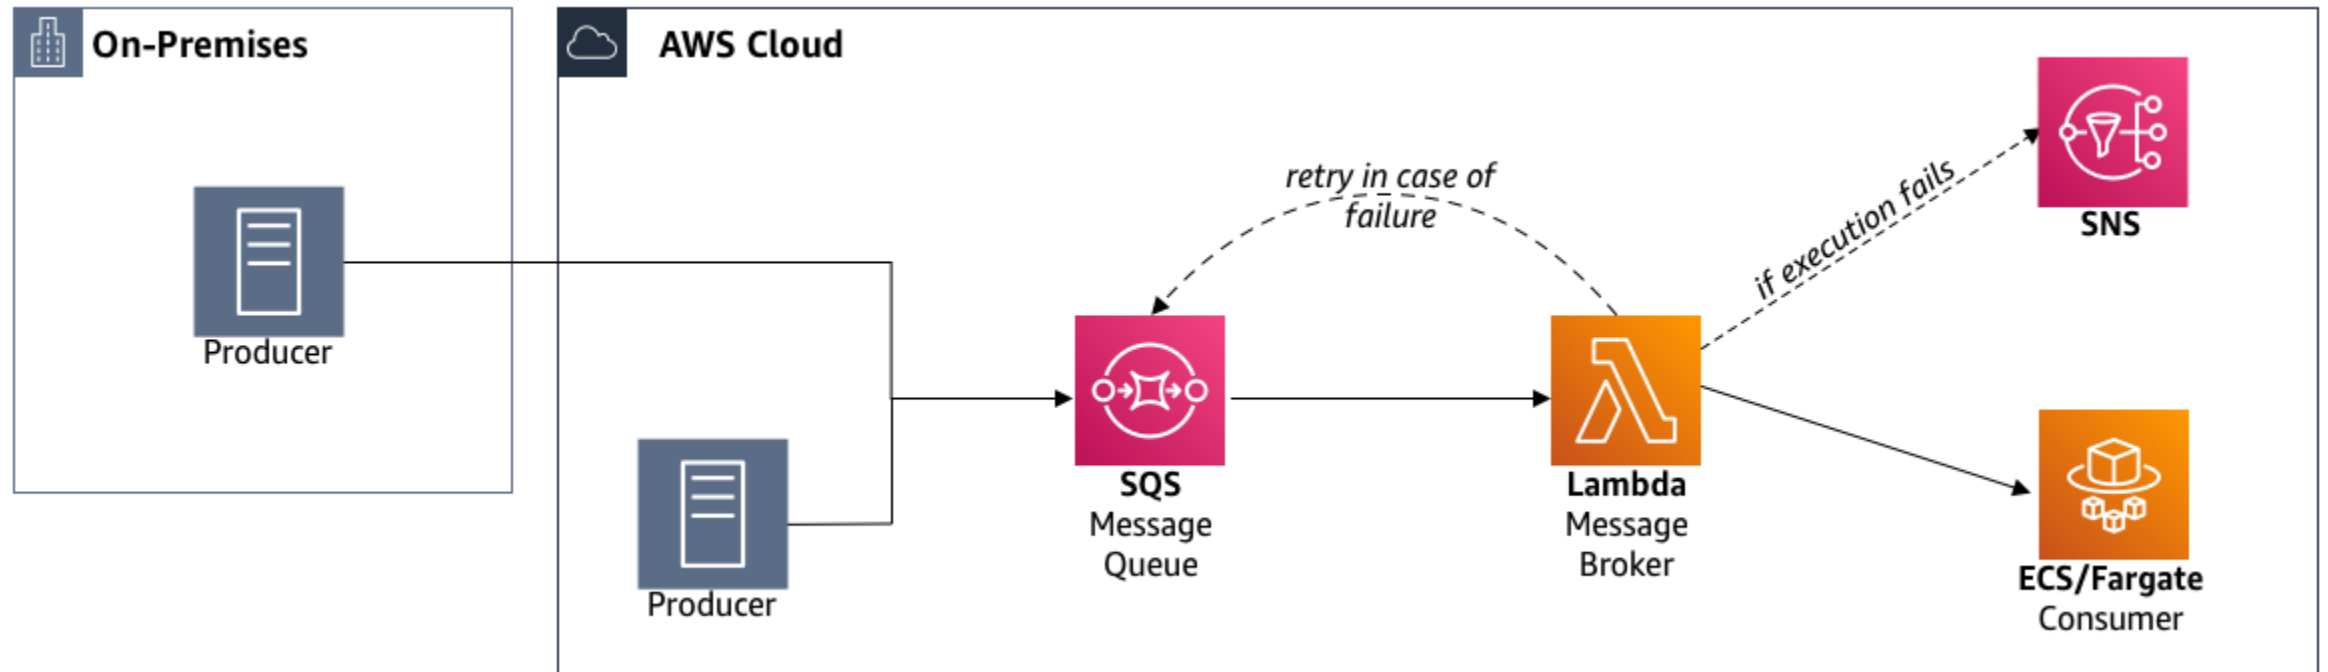 On-Premises
AWS Cloud
Producer
Producer
retry in case of
failure
if execution fails
SNS
SQS
Message
Queue
Lambda
Message
Broker
ECS/Fargate
Consumer